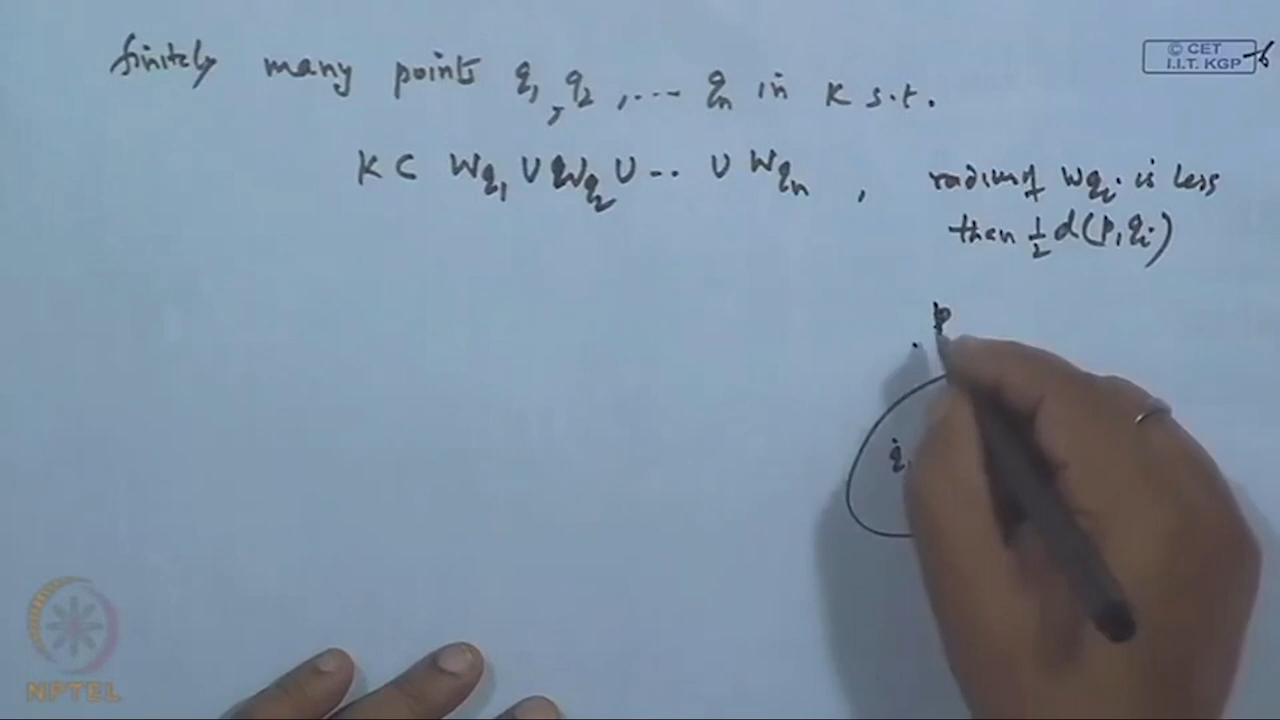 © CET
I.I.T. KGP
finitely many points q1, q2, .... qn in K s.t.
K ⊂ Wq1 ∪ Wq2 ∪ -.. ∪ Wqn , radius of Wqi is less
than 1/2 d(p, qi)
p
q1
NPTEL